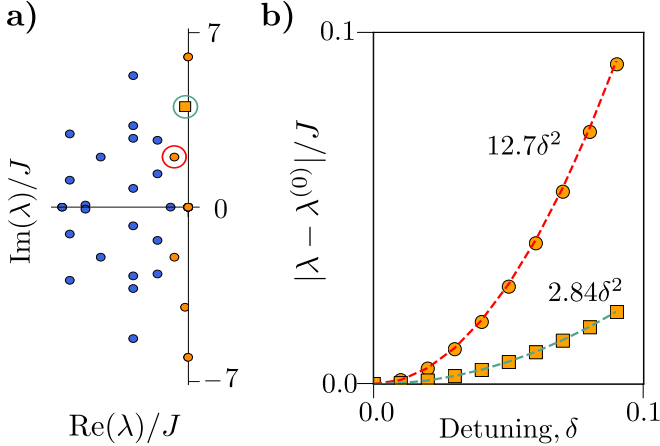 a)
7
Im(λ)/J
0
−7
Re(λ)/J
b)
0.1
|λ − λ⁽⁰⁾|/J
12.7δ²
2.84δ²
0.0
0.0
0.1
Detuning, δ